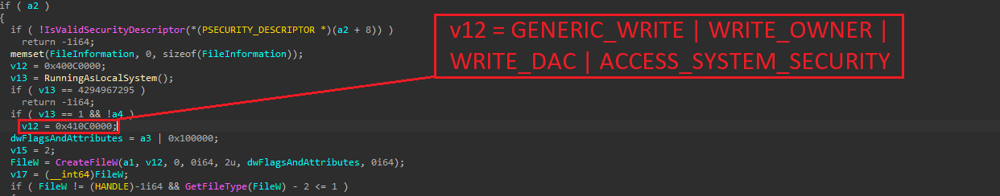 if ( a2 )
{
if ( !IsValidSecurityDescriptor(*(PSECURITY_DESCRIPTOR *)(a2 + 8)) )
return -1i64;
memset(FileInformation, 0, sizeof(FileInformation));
v12 = 0x400C0000;
v13 = RunningAsLocalSystem();
if ( v13 == 4294967295 )
return -1i64;
if ( v13 == 1 && !a4 )
v12 = 0x410C0000;
dwFlagsAndAttributes = a3 | 0x100000;
v15 = 2;
FileW = CreateFileW(a1, v12, 0, 0i64, 2u, dwFlagsAndAttributes, 0i64);
v17 = (__int64)FileW;
if ( FileW != (HANDLE)-1i64 && GetFileType(FileW) - 2 <= 1 )
v12 = GENERIC_WRITE | WRITE_OWNER |
WRITE_DAC | ACCESS_SYSTEM_SECURITY